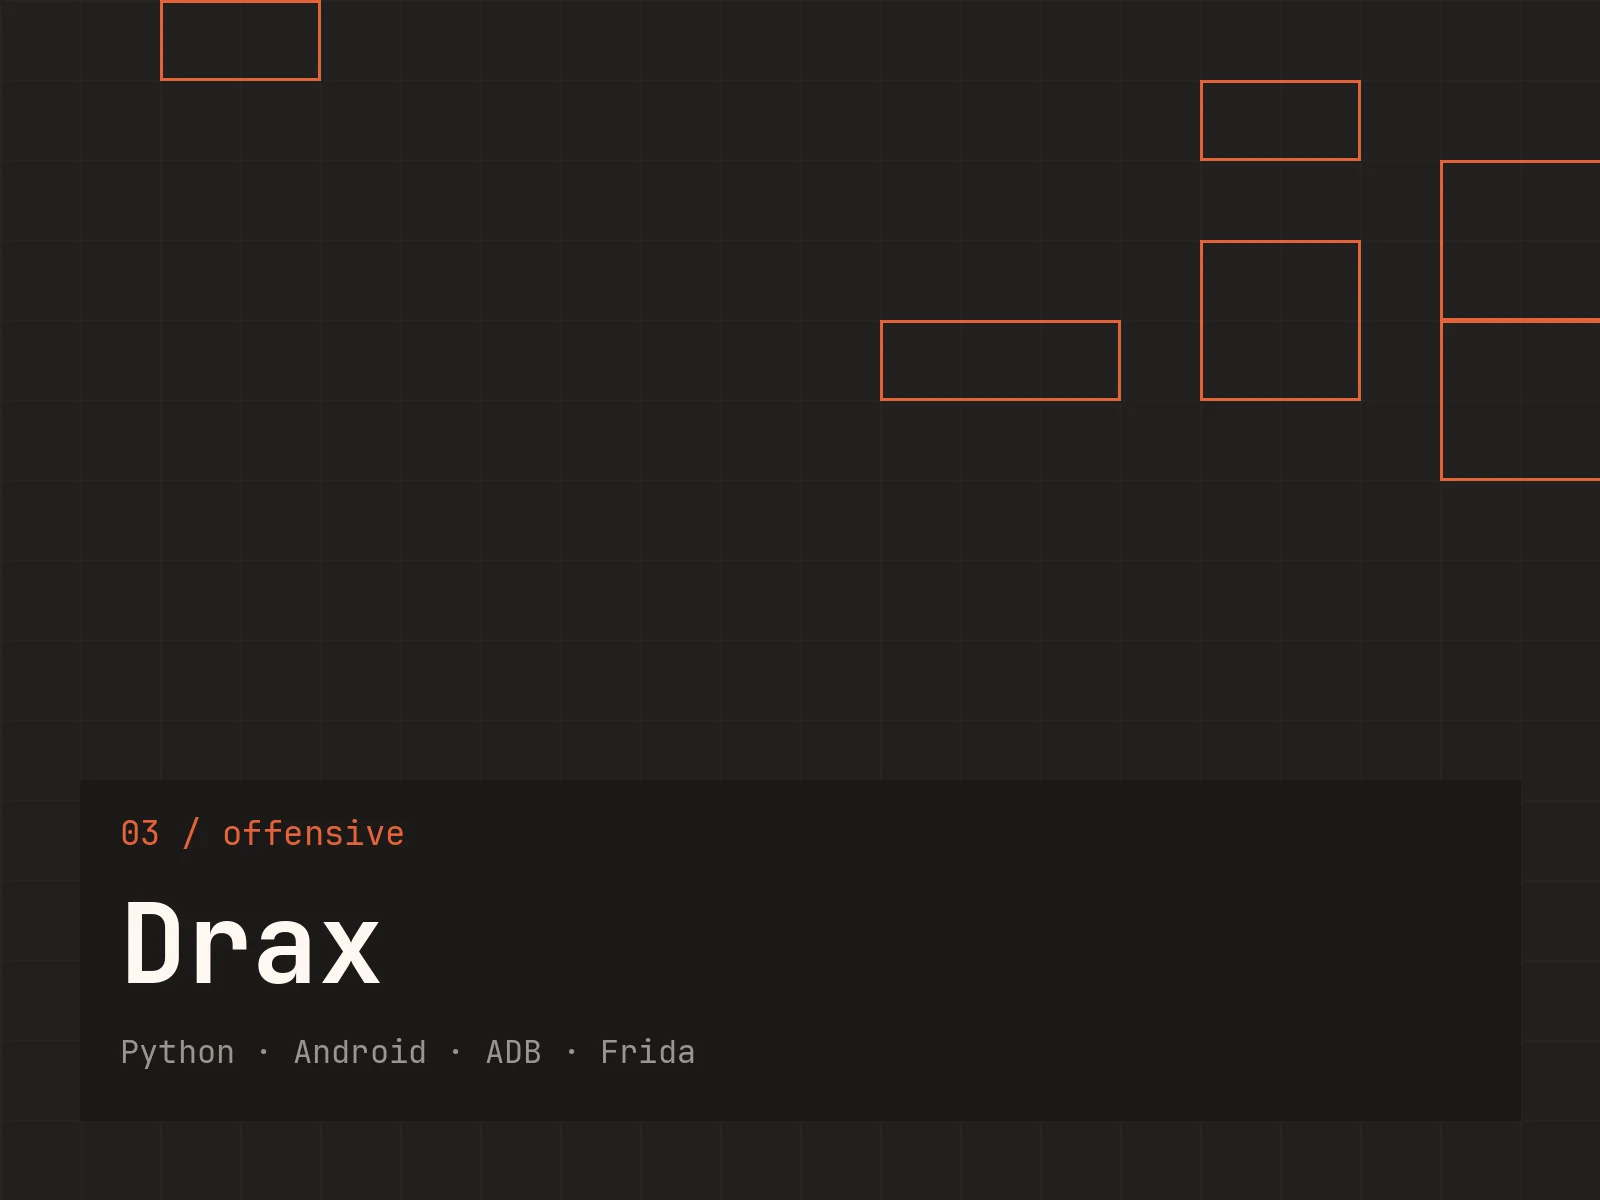 03 / offensive
Drax
Python · Android · ADB · Frida